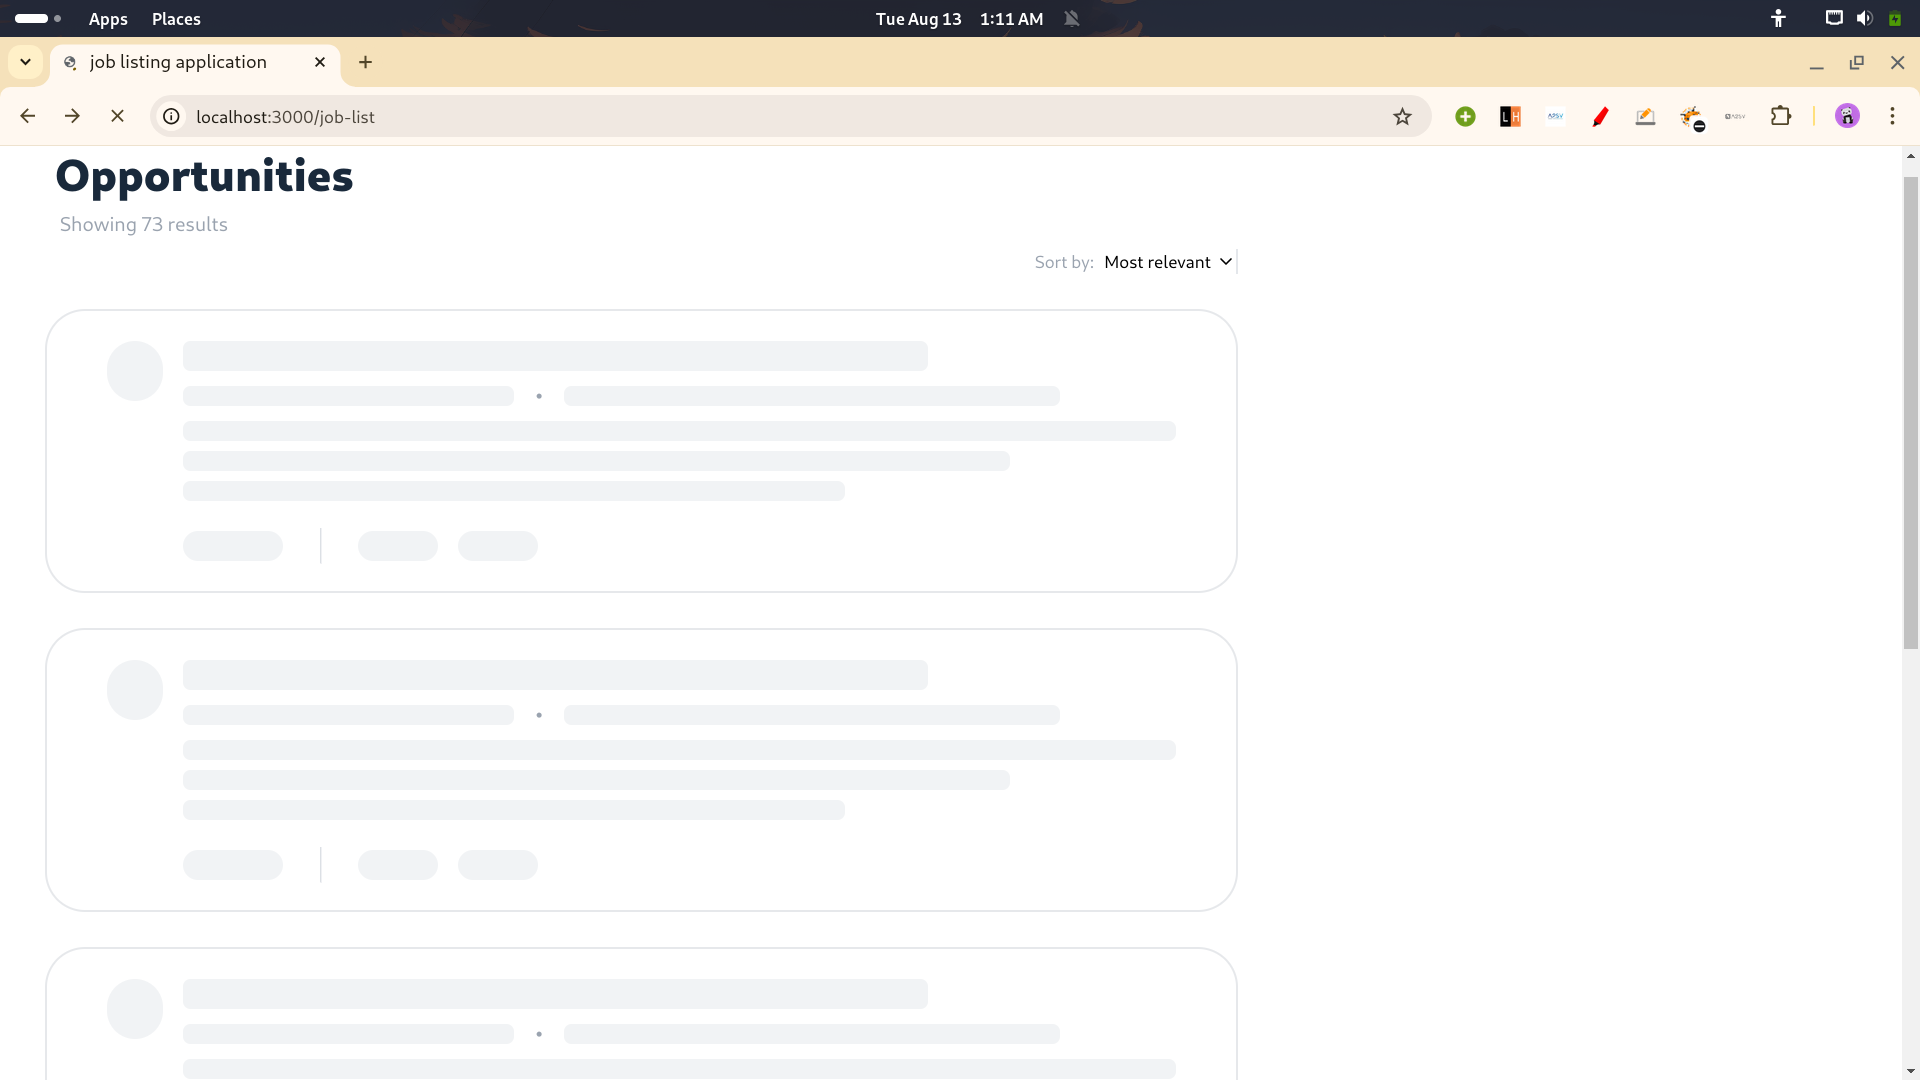 Apps Places Tue Aug 13 1:11 AM
job listing application
localhost:3000/job-list
LH
Opportunities
Showing 73 results
Sort by: Most relevant